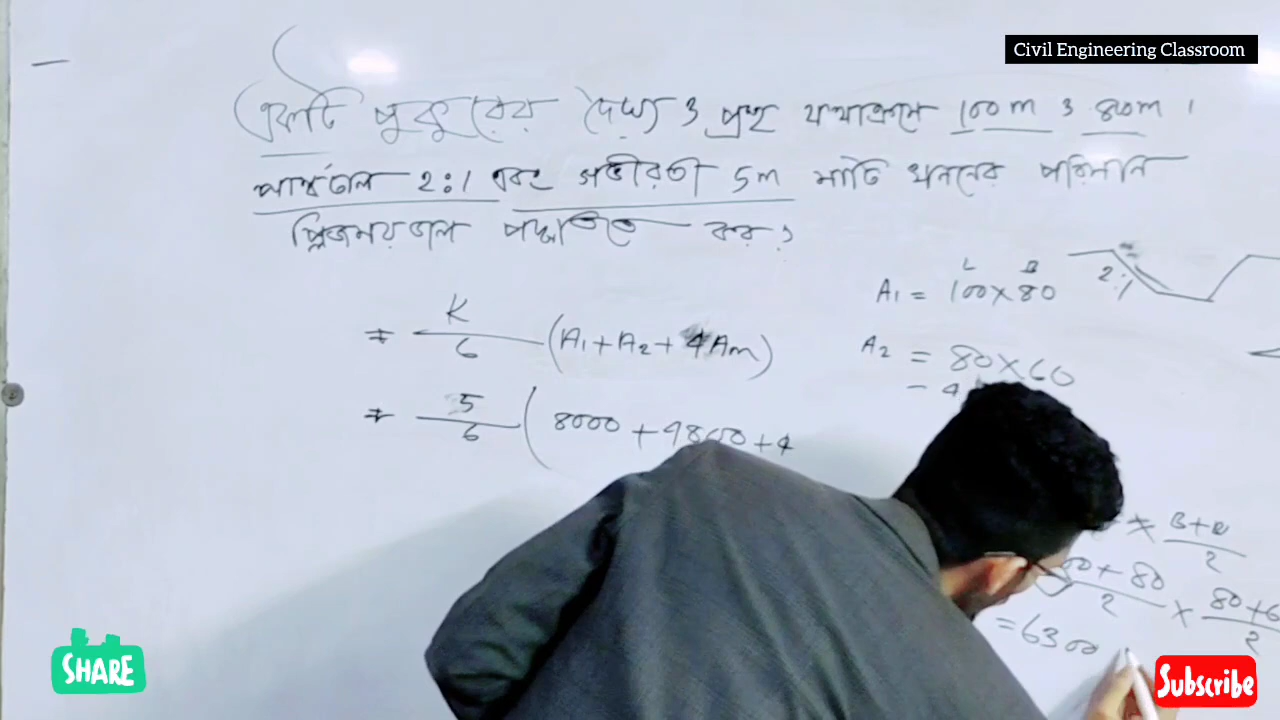 Civil Engineering Classroom
একটি পুকুরের দৈর্ঘ্য ও প্রস্থ যথাক্রমে 100m ও 80m ।
পার্শ্বঢাল 2:1 এবং গভীরতা 5m মাটি খননের পরিমান
প্রিজময়ডাল পদ্ধতিতে কর?
A₁ = 100×80
L B
2:1
= K/6 (A₁+A₂+4Am)
A₂ = 80×60
= 5/6 (8000+4800+4
B+b/2
+80/2 × 80+6/2
=6300
SHARE
Subscribe